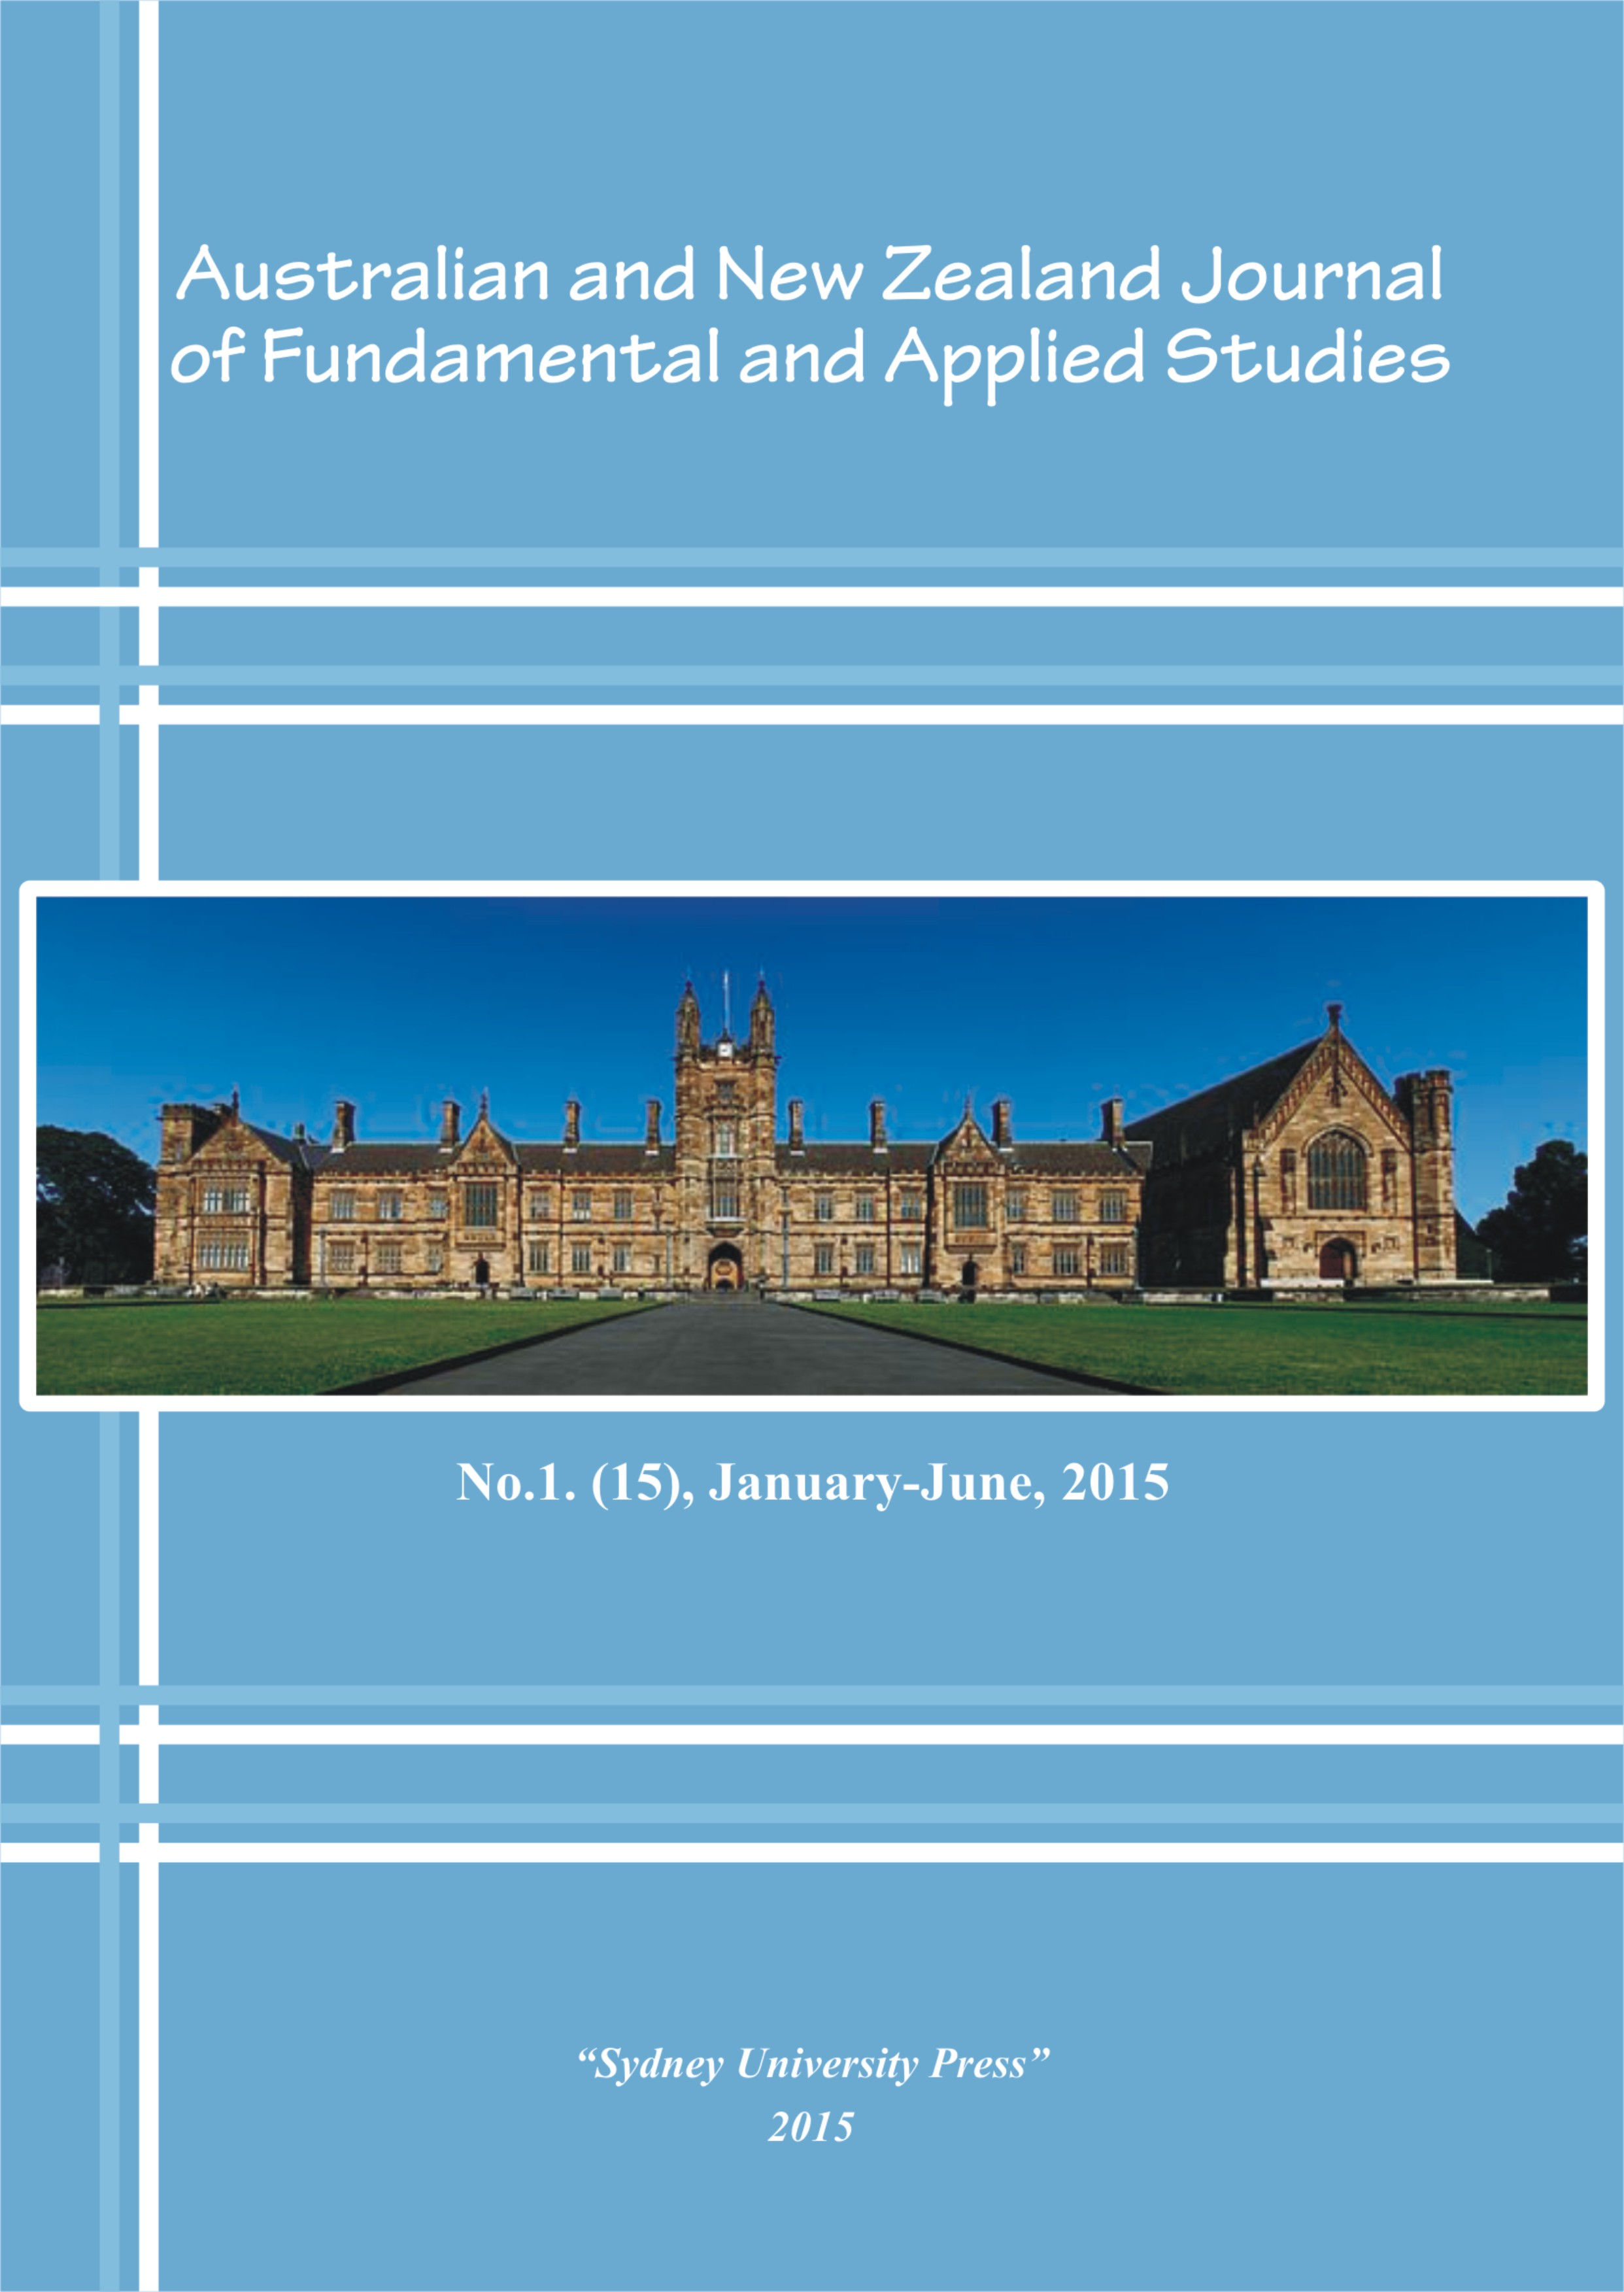 Australian and New Zealand Journal
of Fundamental and Applied Studies
No.1. (15), January-June, 2015
“Sydney University Press”
2015